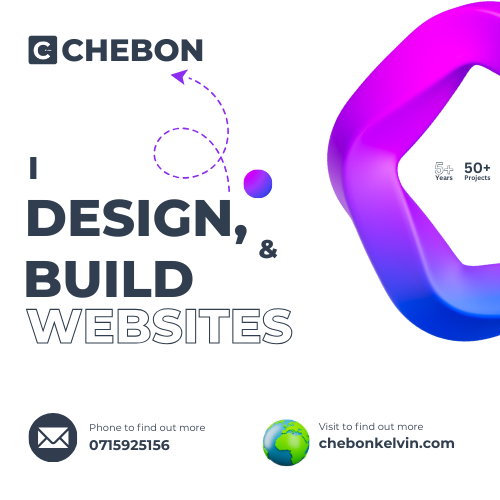 CHEBON
5+
Years
50+
Projects
I
DESIGN,
&
BUILD
WEBSITES
Phone to find out more
0715925156
Visit to find out more
chebonkelvin.com